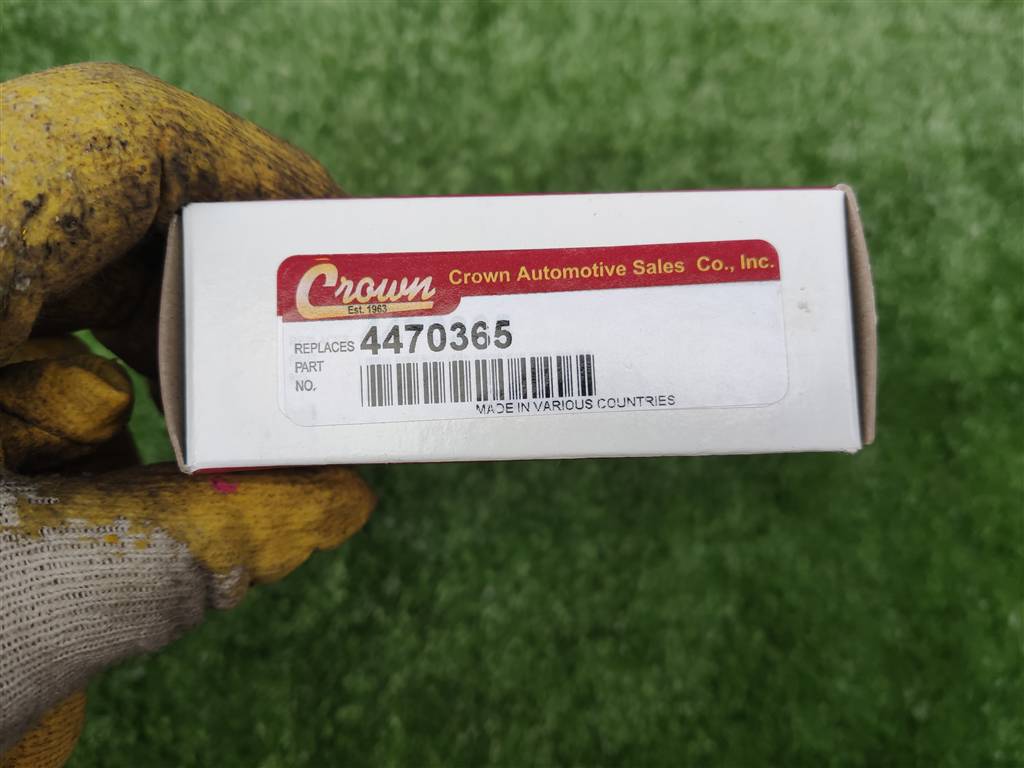 Crown
Crown Automotive Sales Co., Inc.
Est. 1963
REPLACES 4470365
PART
NO.
MADE IN VARIOUS COUNTRIES